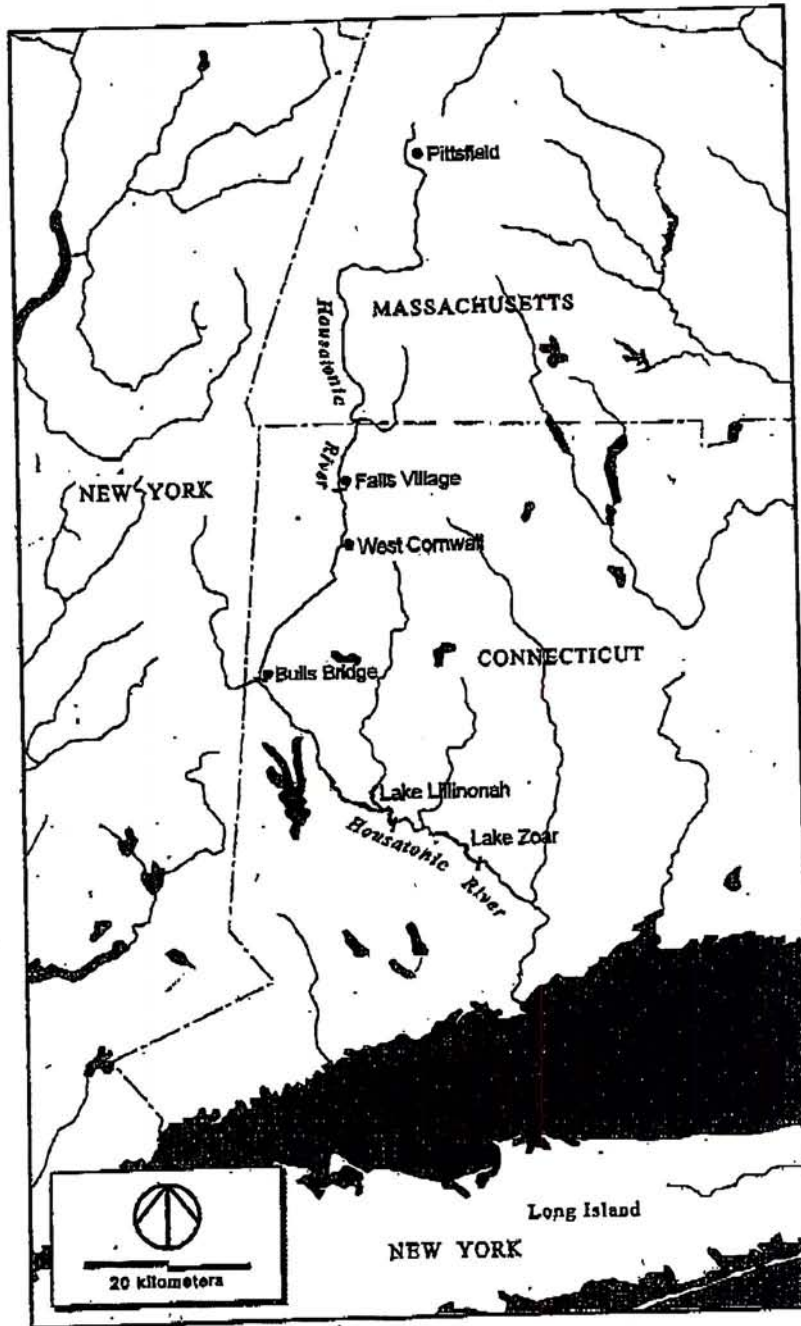 Pittsfield
MASSACHUSETTS
Housatonic
River
Falls Village
NEW YORK
West Cornwall
CONNECTICUT
Bulls Bridge
Lake Lillinonah
Lake Zoar
Housatonic River
Long Island
NEW YORK
20 kilometers